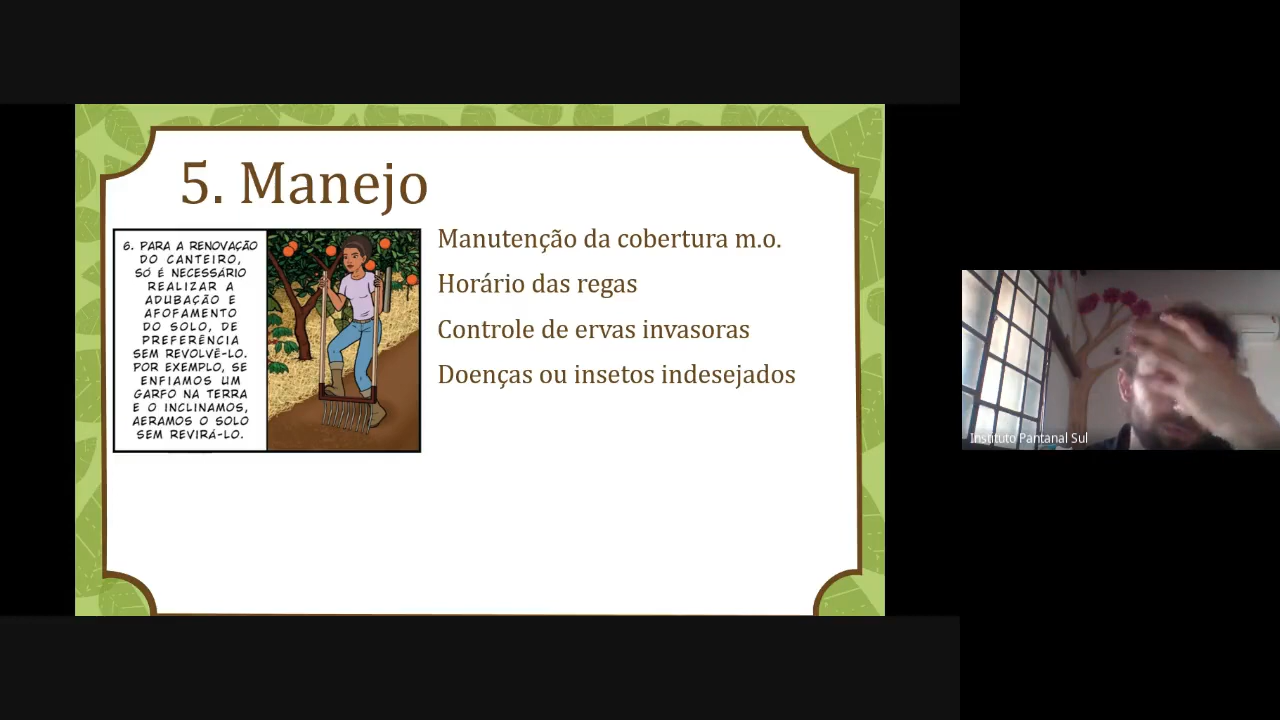 5. Manejo
6. PARA A RENOVAÇÃO
DO CANTEIRO,
SÓ É NECESSÁRIO
REALIZAR A
ADUBAÇÃO E
AFOFAMENTO
DO SOLO, DE
PREFERÊNCIA
SEM REVOLVÊ-LO.
POR EXEMPLO, SE
ENFIAMOS UM
GARFO NA TERRA
E O INCLINAMOS,
AERAMOS O SOLO
SEM REVIRÁ-LO.
Manutenção da cobertura m.o.
Horário das regas
Controle de ervas invasoras
Doenças ou insetos indesejados
Instituto Pantanal Sul